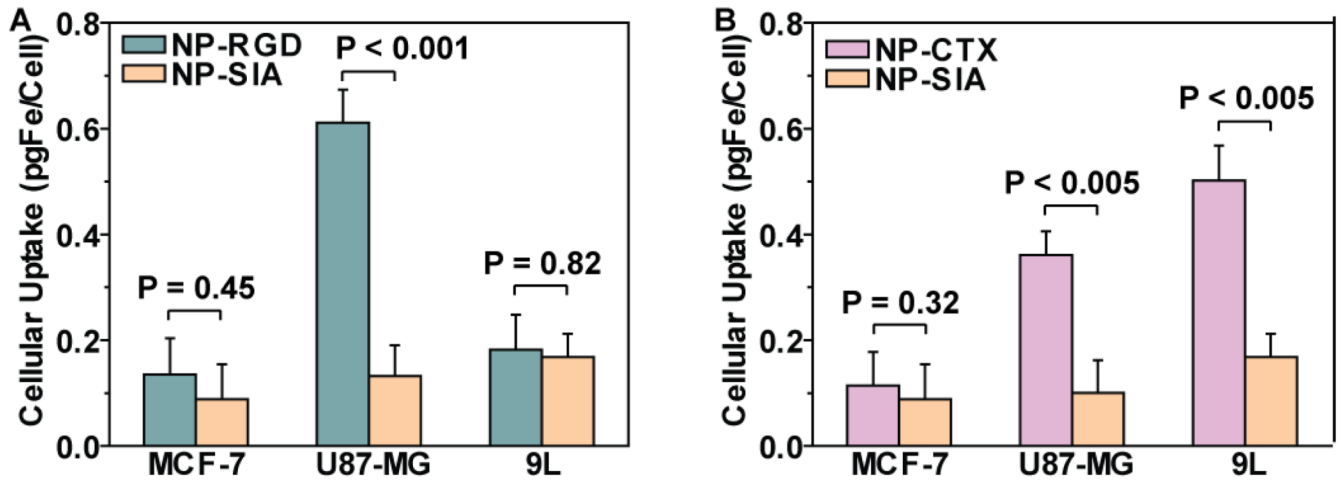 A
Cellular Uptake (pgFe/Cell)
0.8
0.6
0.4
0.2
0.0
NP-RGD
NP-SIA
P < 0.001
P = 0.45
P = 0.82
MCF-7
U87-MG
9L
B
Cellular Uptake (pgFe/Cell)
0.8
0.6
0.4
0.2
0.0
NP-CTX
NP-SIA
P < 0.005
P < 0.005
P = 0.32
MCF-7
U87-MG
9L